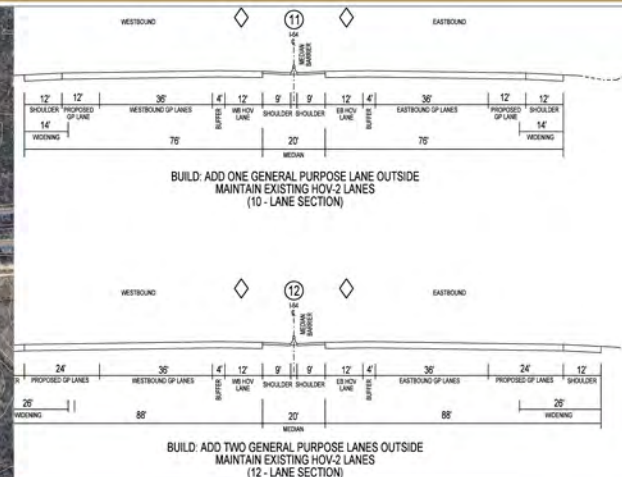 WESTBOUND
11
EASTBOUND
I-64
MEDIAN
BARRIER
12' 12' 36' 4' 12' 9' 9' 12' 4' 36' 12' 12'
SHOULDER PROPOSED GP LANE WESTBOUND GP LANES BUFFER WB HOV LANE SHOULDER SHOULDER EB HOV LANE BUFFER EASTBOUND GP LANES PROPOSED GP LANE SHOULDER
14' 14'
WIDENING 76' 20' 76' WIDENING
MEDIAN
BUILD: ADD ONE GENERAL PURPOSE LANE OUTSIDE
MAINTAIN EXISTING HOV-2 LANES
(10 - LANE SECTION)
WESTBOUND
12
EASTBOUND
I-64
MEDIAN
BARRIER
24' 36' 4' 12' 9' 9' 12' 4' 36' 24' 12'
R PROPOSED GP LANES WESTBOUND GP LANES BUFFER WB HOV LANE SHOULDER SHOULDER EB HOV LANE BUFFER EASTBOUND GP LANES PROPOSED GP LANES SHOULDER
26' 26'
WIDENING 88' 20' 88' WIDENING
MEDIAN
BUILD: ADD TWO GENERAL PURPOSE LANES OUTSIDE
MAINTAIN EXISTING HOV-2 LANES
(12 - LANE SECTION)